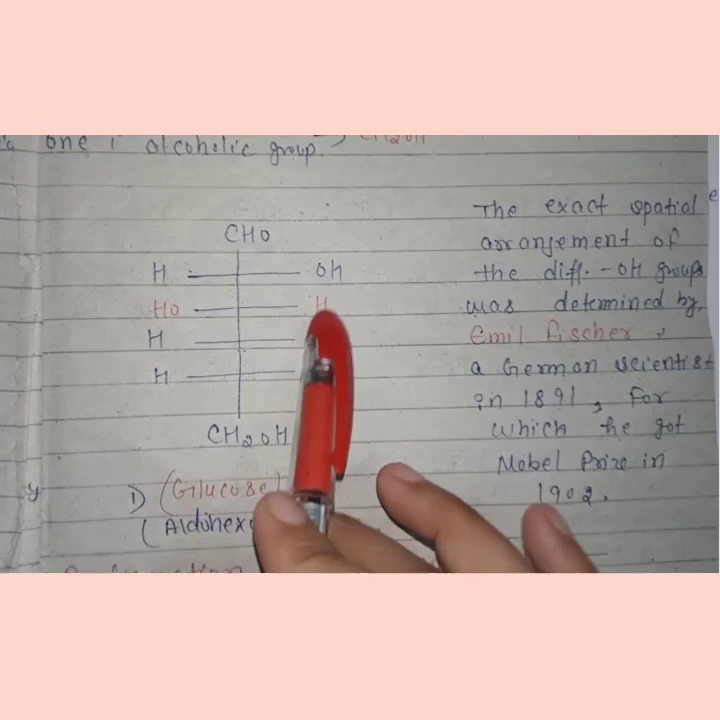 one 1° alcoholic group. → CH2OH
CHO
H OH
HO H
H
H
CH2OH
D (Glucose)
The exact spatial
arrangement of
the diff. -OH groups
was determined by
Emil Fischer,
a German scientist
in 1891, for
which he got
Nobel Prize in
1902.